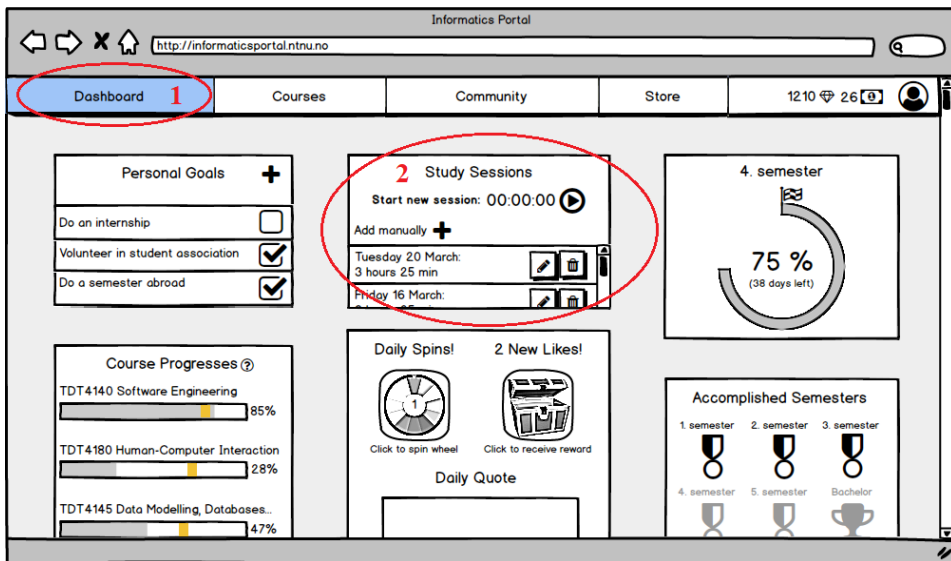 Informatics Portal
http://informaticsportal.ntnu.no
Dashboard 1 Courses Community Store 1210 26
Personal Goals
Do an internship
Volunteer in student association
Do a semester abroad
2 Study Sessions
Start new session: 00:00:00
Add manually
Tuesday 20 March:
3 hours 25 min
Friday 16 March:
4. semester
75 %
(38 days left)
Course Progresses ?
TDT4140 Software Engineering
85%
TDT4180 Human-Computer Interaction
28%
TDT4145 Data Modelling, Databases...
47%
Daily Spins!
1
Click to spin wheel
2 New Likes!
Click to receive reward
Daily Quote
Accomplished Semesters
1. semester 2. semester 3. semester
4. semester 5. semester Bachelor